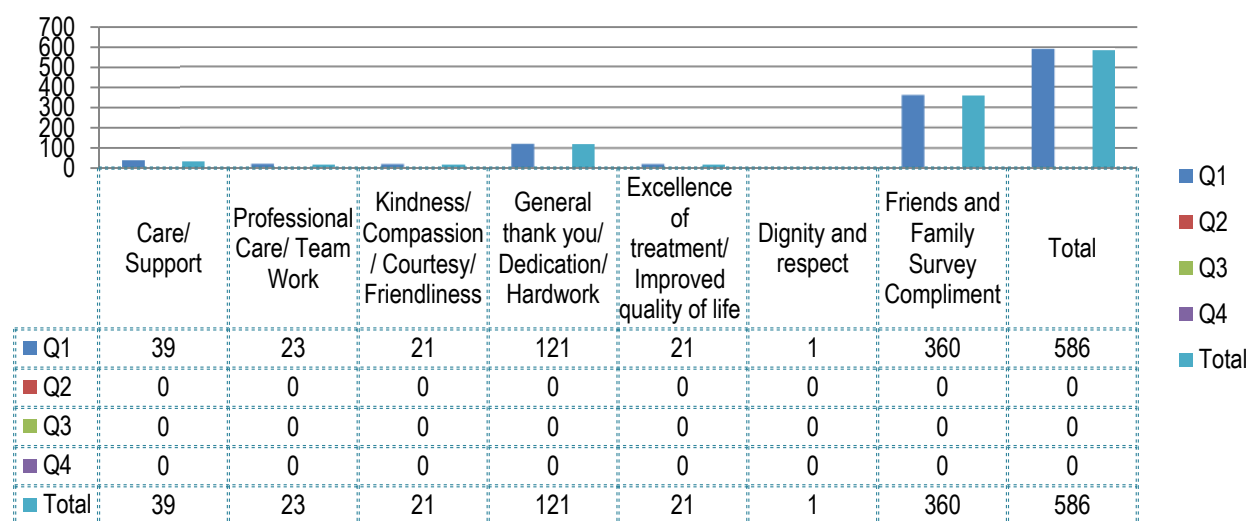 700
600
500
400
300
200
100
0
Care/
Support
Professional
Care/ Team
Work
Kindness/
Compassion
/ Courtesy/
Friendliness
General
thank you/
Dedication/
Hardwork
Excellence
of
treatment/
Improved
quality of life
Dignity and
respect
Friends and
Family
Survey
Compliment
Total
Q1 39 23 21 121 21 1 360 586
Q2 0 0 0 0 0 0 0 0
Q3 0 0 0 0 0 0 0 0
Q4 0 0 0 0 0 0 0 0
Total 39 23 21 121 21 1 360 586
Q1
Q2
Q3
Q4
Total